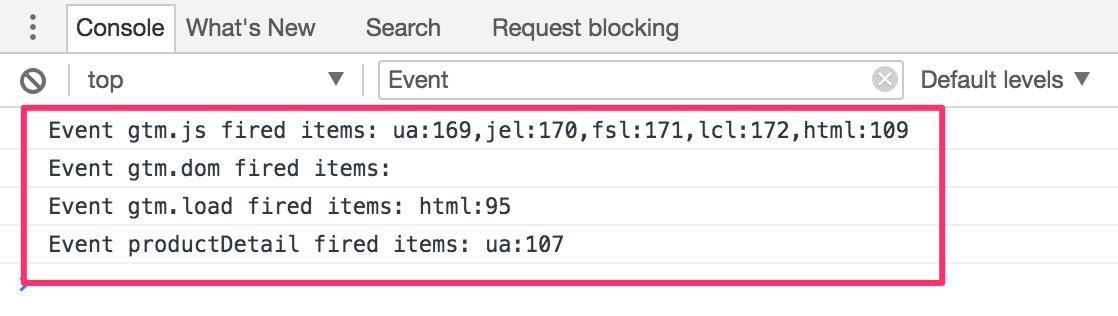 Console What's New Search Request blocking
top Event Default levels
Event gtm.js fired items: ua:169,jel:170,fsl:171,lcl:172,html:109
Event gtm.dom fired items:
Event gtm.load fired items: html:95
Event productDetail fired items: ua:107